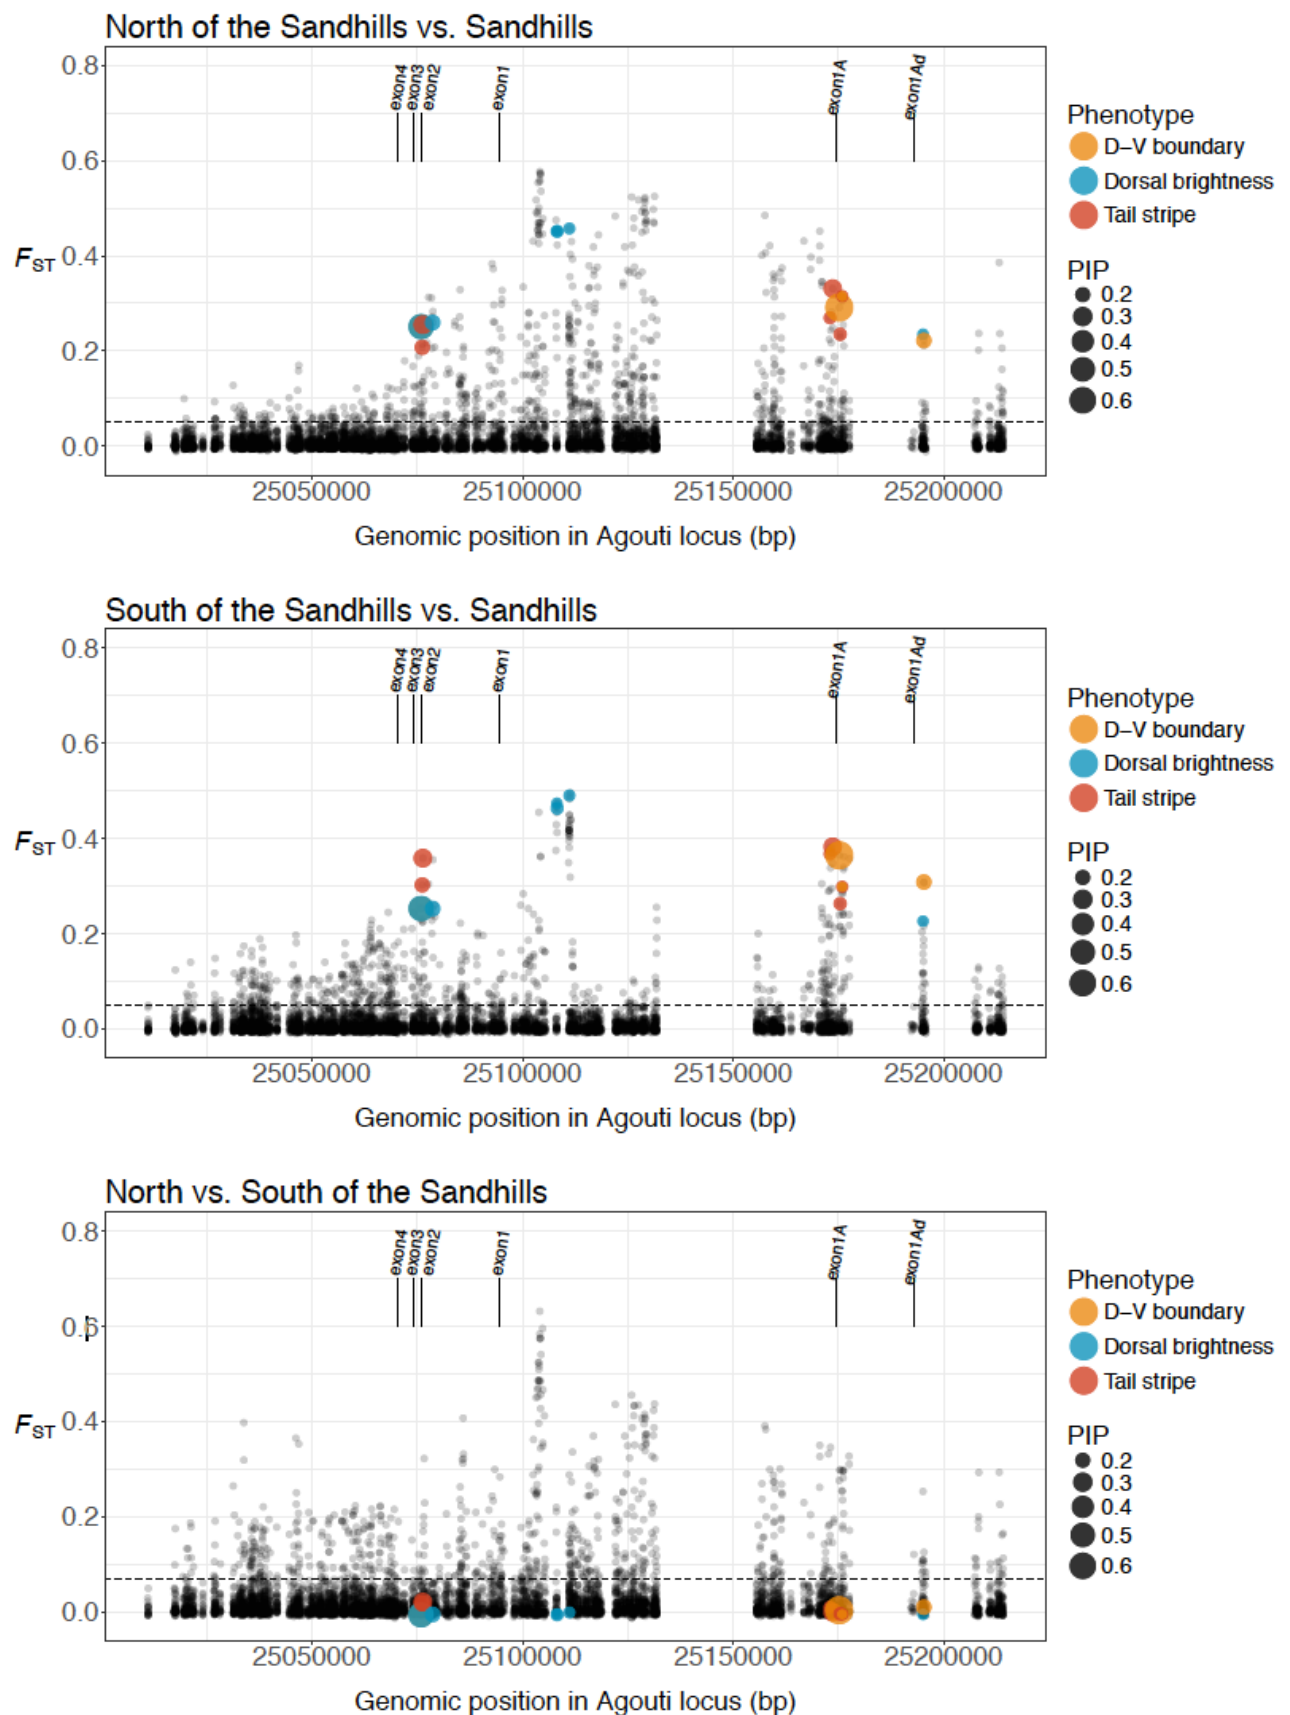 North of the Sandhills vs. Sandhills
0.8
0.6
0.4
0.2
0.0
FST
exon4
exon3
exon2
exon1
exon1A
exon1Ad
25050000
25100000
25150000
25200000
Genomic position in Agouti locus (bp)
Phenotype
D–V boundary
Dorsal brightness
Tail stripe
PIP
0.2
0.3
0.4
0.5
0.6
South of the Sandhills vs. Sandhills
0.8
0.6
0.4
0.2
0.0
FST
exon4
exon3
exon2
exon1
exon1A
exon1Ad
25050000
25100000
25150000
25200000
Genomic position in Agouti locus (bp)
Phenotype
D–V boundary
Dorsal brightness
Tail stripe
PIP
0.2
0.3
0.4
0.5
0.6
North vs. South of the Sandhills
0.8
0.6
0.4
0.2
0.0
FST
exon4
exon3
exon2
exon1
exon1A
exon1Ad
25050000
25100000
25150000
25200000
Genomic position in Agouti locus (bp)
Phenotype
D–V boundary
Dorsal brightness
Tail stripe
PIP
0.2
0.3
0.4
0.5
0.6